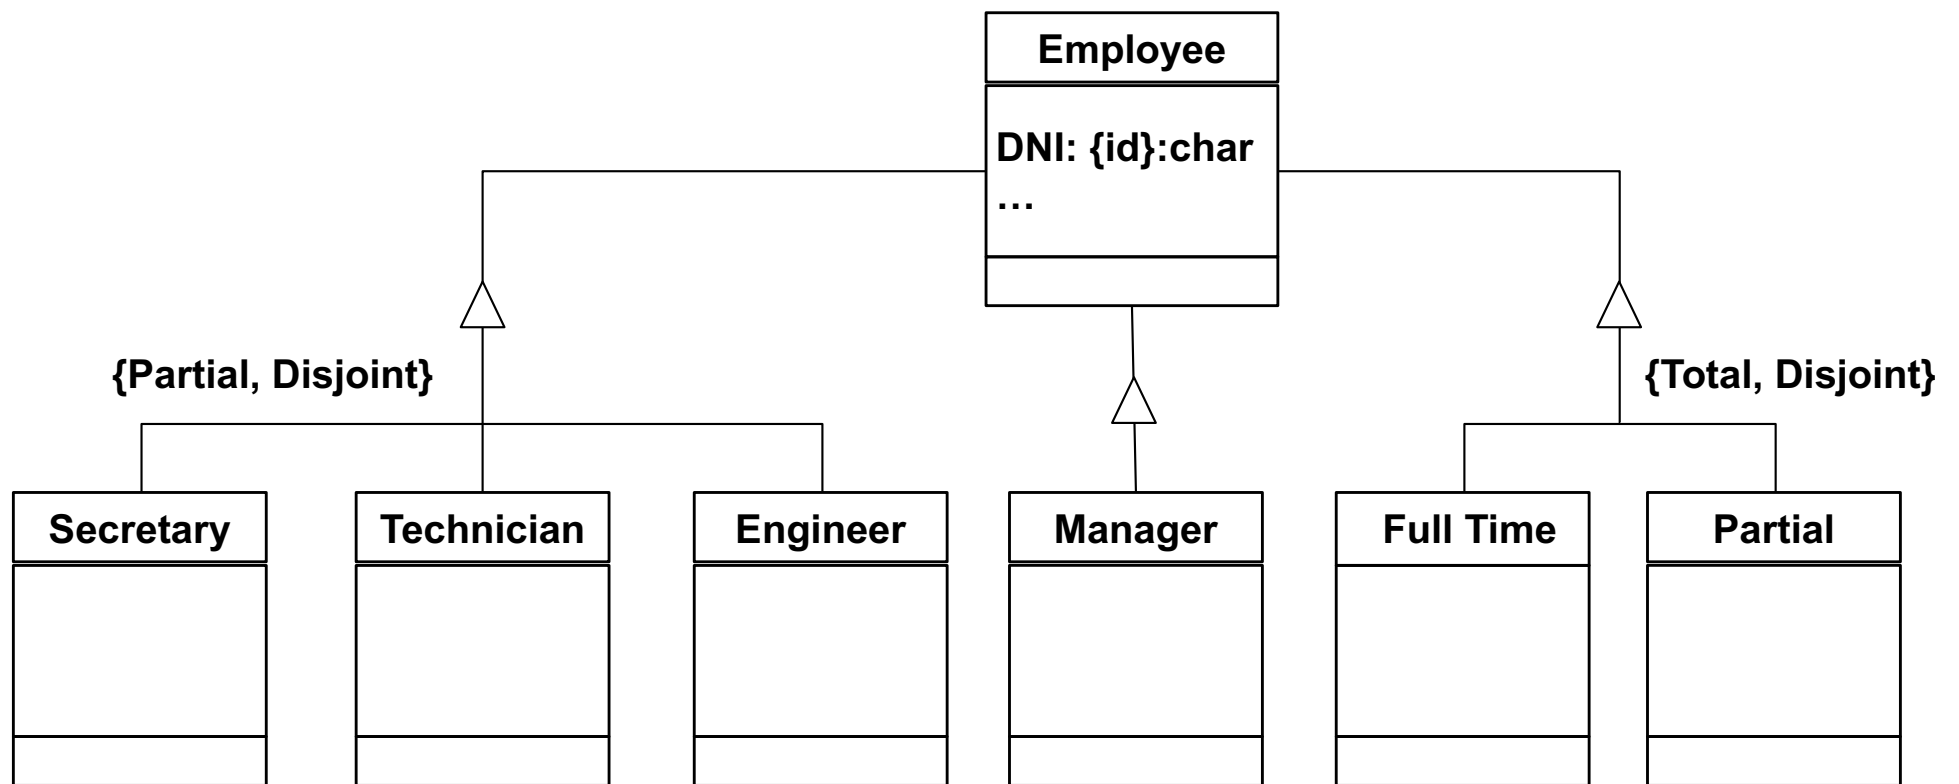 Employee
DNI: {id}:char
…
{Partial, Disjoint}
{Total, Disjoint}
Secretary
Technician
Engineer
Manager
Full Time
Partial